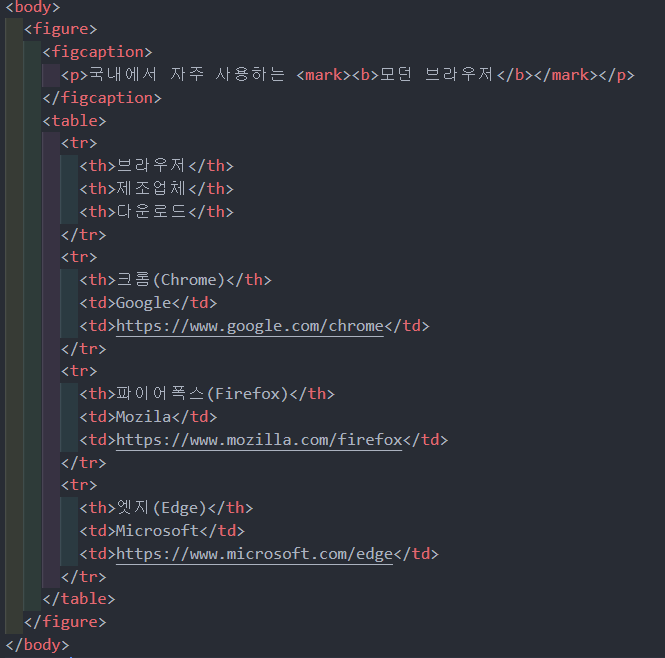 <body>
<figure>
<figcaption>
<p>국내에서 자주 사용하는 <mark><b>모던 브라우저</b></mark></p>
</figcaption>
<table>
<tr>
<th>브라우저</th>
<th>제조업체</th>
<th>다운로드</th>
</tr>
<tr>
<th>크롬(Chrome)</th>
<td>Google</td>
<td>https://www.google.com/chrome</td>
</tr>
<tr>
<th>파이어폭스(Firefox)</th>
<td>Mozila</td>
<td>https://www.mozilla.com/firefox</td>
</tr>
<tr>
<th>엣지(Edge)</th>
<td>Microsoft</td>
<td>https://www.microsoft.com/edge</td>
</tr>
</table>
</figure>
</body>